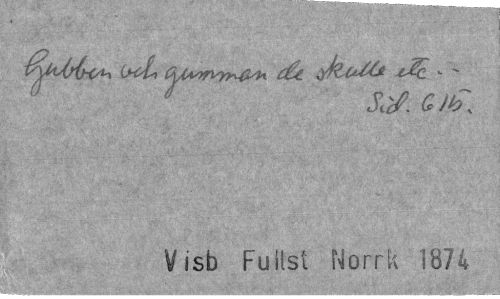 Gubben och gumman de skulle etc. --
Sid. 615.
Visb Fullst Norrk 1874